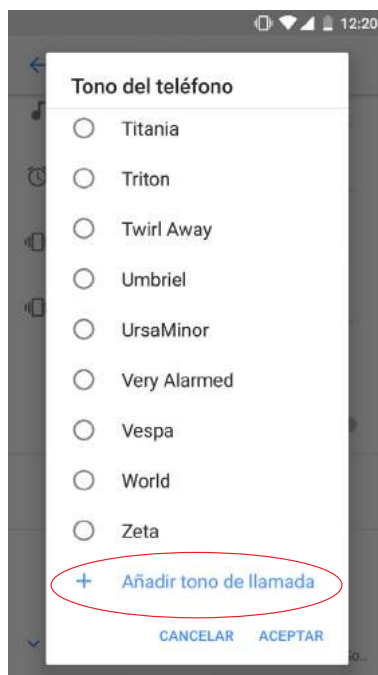 12:20
Tono del teléfono
Titania
Triton
Twirl Away
Umbriel
UrsaMinor
Very Alarmed
Vespa
World
Zeta
+ Añadir tono de llamada
CANCELAR ACEPTAR